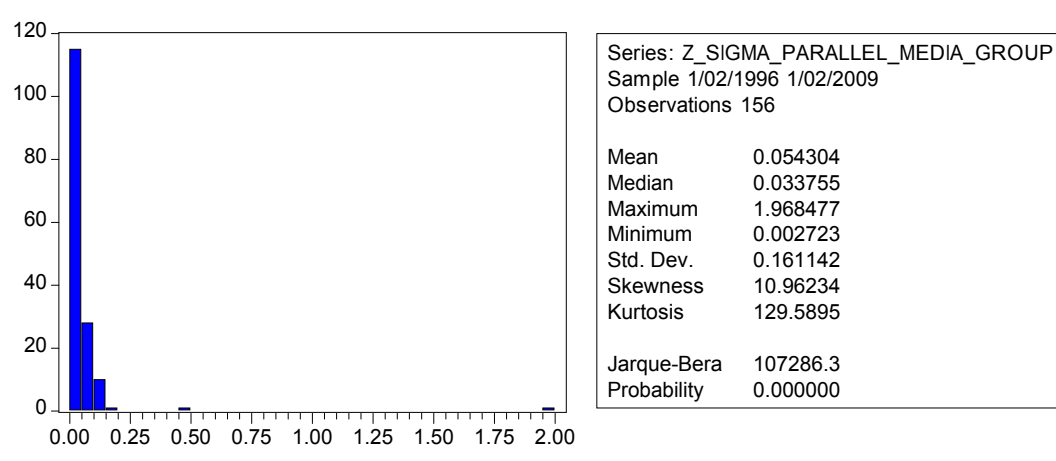 120
100
80
60
40
20
0
0.00 0.25 0.50 0.75 1.00 1.25 1.50 1.75 2.00
Series: Z_SIGMA_PARALLEL_MEDIA_GROUP
Sample 1/02/1996 1/02/2009
Observations 156
Mean 0.054304
Median 0.033755
Maximum 1.968477
Minimum 0.002723
Std. Dev. 0.161142
Skewness 10.96234
Kurtosis 129.5895
Jarque-Bera 107286.3
Probability 0.000000